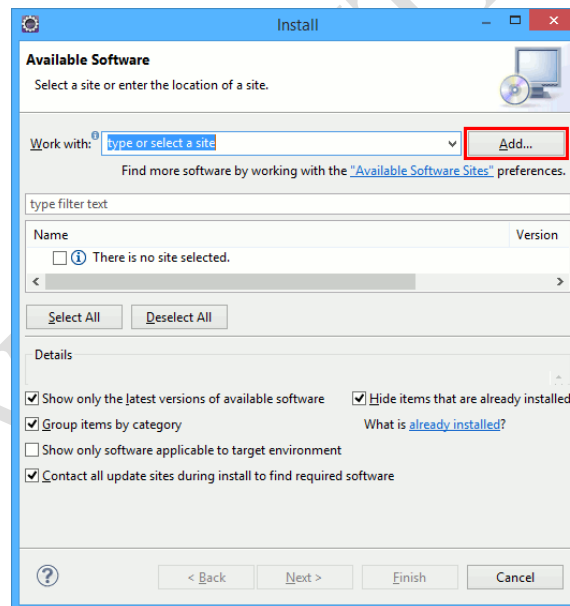 Install
Available Software
Select a site or enter the location of a site.
Work with: type or select a site Add...
Find more software by working with the "Available Software Sites" preferences.
type filter text
Name Version
There is no site selected.
Select All Deselect All
Details
Show only the latest versions of available software Hide items that are already installed
Group items by category What is already installed?
Show only software applicable to target environment
Contact all update sites during install to find required software
? < Back Next > Finish Cancel